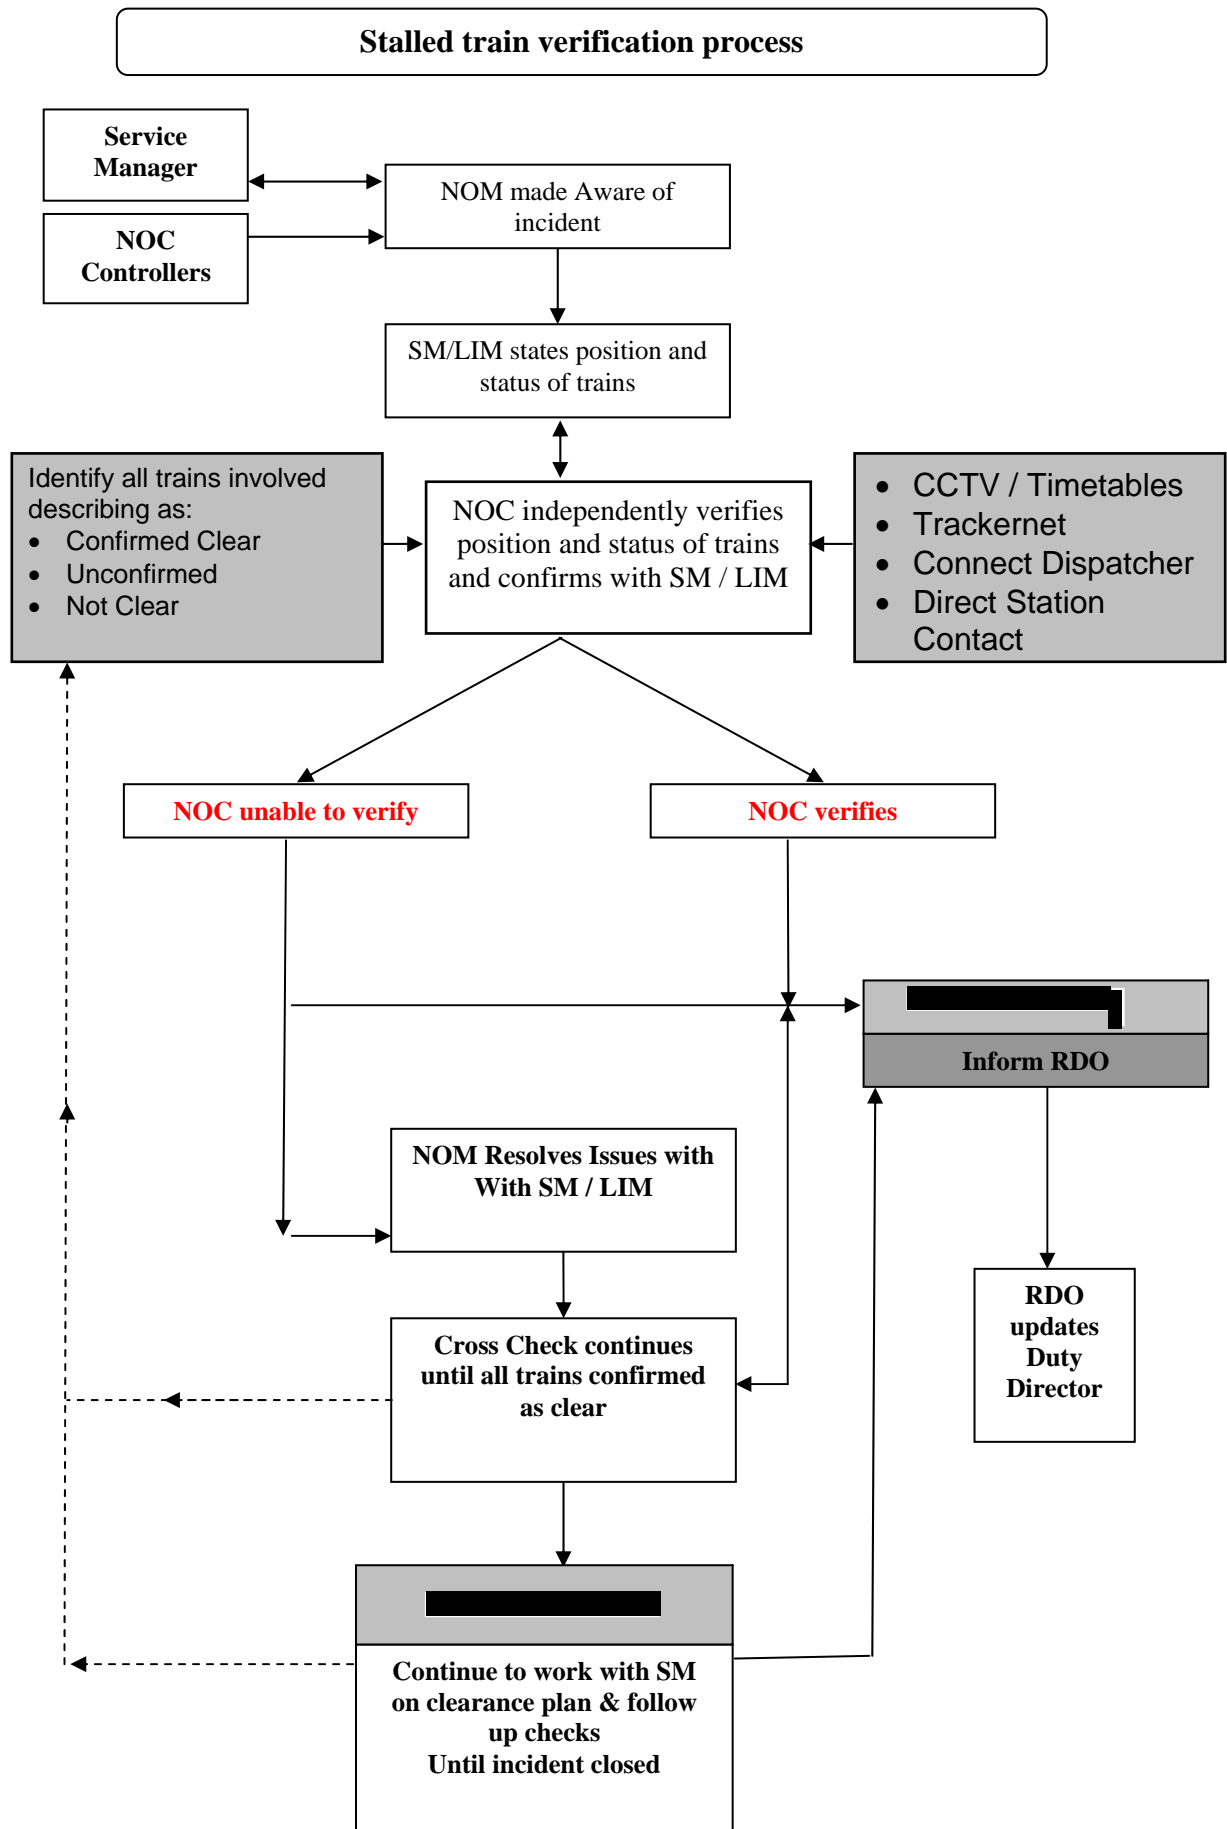 Stalled train verification process
Service
Manager
NOM made Aware of
incident
NOC
Controllers
SM/LIM states position and
status of trains
Identify all trains involved
describing as:
• Confirmed Clear
• Unconfirmed
• Not Clear
NOC independently verifies
position and status of trains
and confirms with SM / LIM
• CCTV / Timetables
• Trackernet
• Connect Dispatcher
• Direct Station
Contact
NOC unable to verify
NOC verifies
Inform RDO
NOM Resolves Issues with
With SM / LIM
RDO
updates
Duty
Director
Cross Check continues
until all trains confirmed
as clear
Continue to work with SM
on clearance plan & follow
up checks
Until incident closed